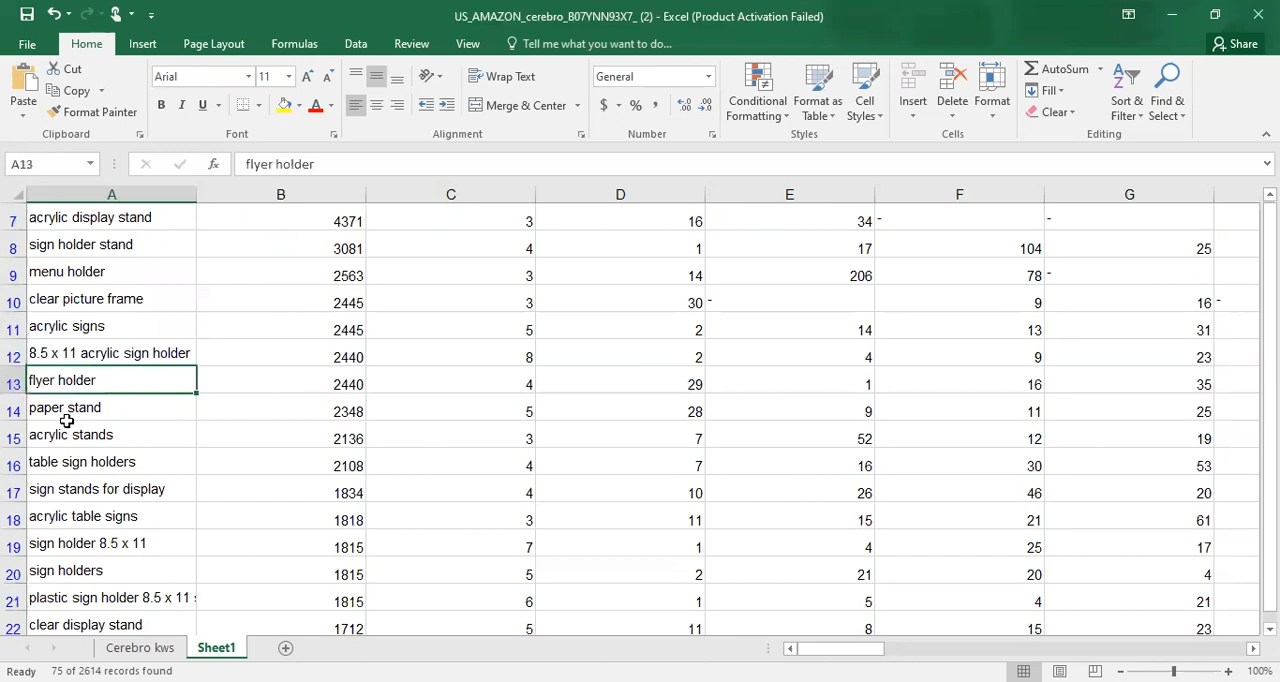 US_AMAZON_cerebro_B07YNN93X7_ (2) - Excel (Product Activation Failed)
File Home Insert Page Layout Formulas Data Review View Tell me what you want to do... Share
Paste Cut Copy Format Painter
Clipboard
Arial 11
B I U
Font
Wrap Text
Merge & Center
Alignment
General
$ % ,
Number
Conditional Formatting Format as Table Cell Styles
Styles
Insert Delete Format
Cells
AutoSum Fill Clear
Sort & Filter Find & Select
Editing
A13 fx flyer holder
A B C D E F G
7 acrylic display stand 4371 3 16 34 - -
8 sign holder stand 3081 4 1 17 104 25
9 menu holder 2563 3 14 206 78 -
10 clear picture frame 2445 3 30 - 9 16 -
11 acrylic signs 2445 5 2 14 13 31
12 8.5 x 11 acrylic sign holder 2440 8 2 4 9 23
13 flyer holder 2440 4 29 1 16 35
14 paper stand 2348 5 28 9 11 25
15 acrylic stands 2136 3 7 52 12 19
16 table sign holders 2108 4 7 16 30 53
17 sign stands for display 1834 4 10 26 46 20
18 acrylic table signs 1818 3 11 15 21 61
19 sign holder 8.5 x 11 1815 7 1 4 25 17
20 sign holders 1815 5 2 21 20 4
21 plastic sign holder 8.5 x 11 1815 6 1 5 4 21
22 clear display stand 1712 5 11 8 15 23
Cerebro kws Sheet1
Ready 75 of 2614 records found 100%